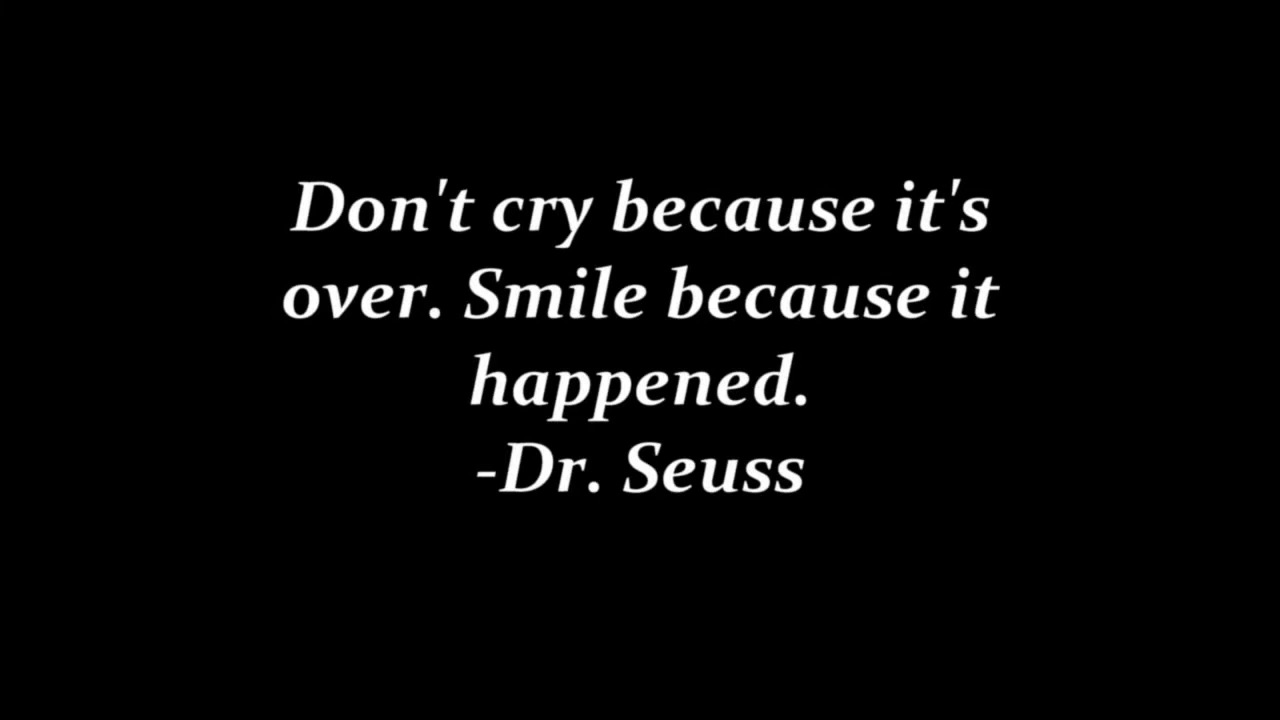 Don't cry because it's
over. Smile because it
happened.
-Dr. Seuss